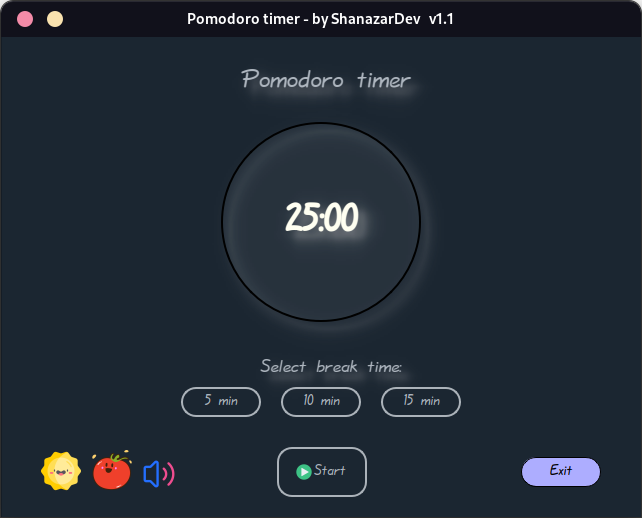 Pomodoro timer - by ShanazarDev v1.1
Pomodoro timer
25:00
Select break time:
5 min
10 min
15 min
Start
Exit